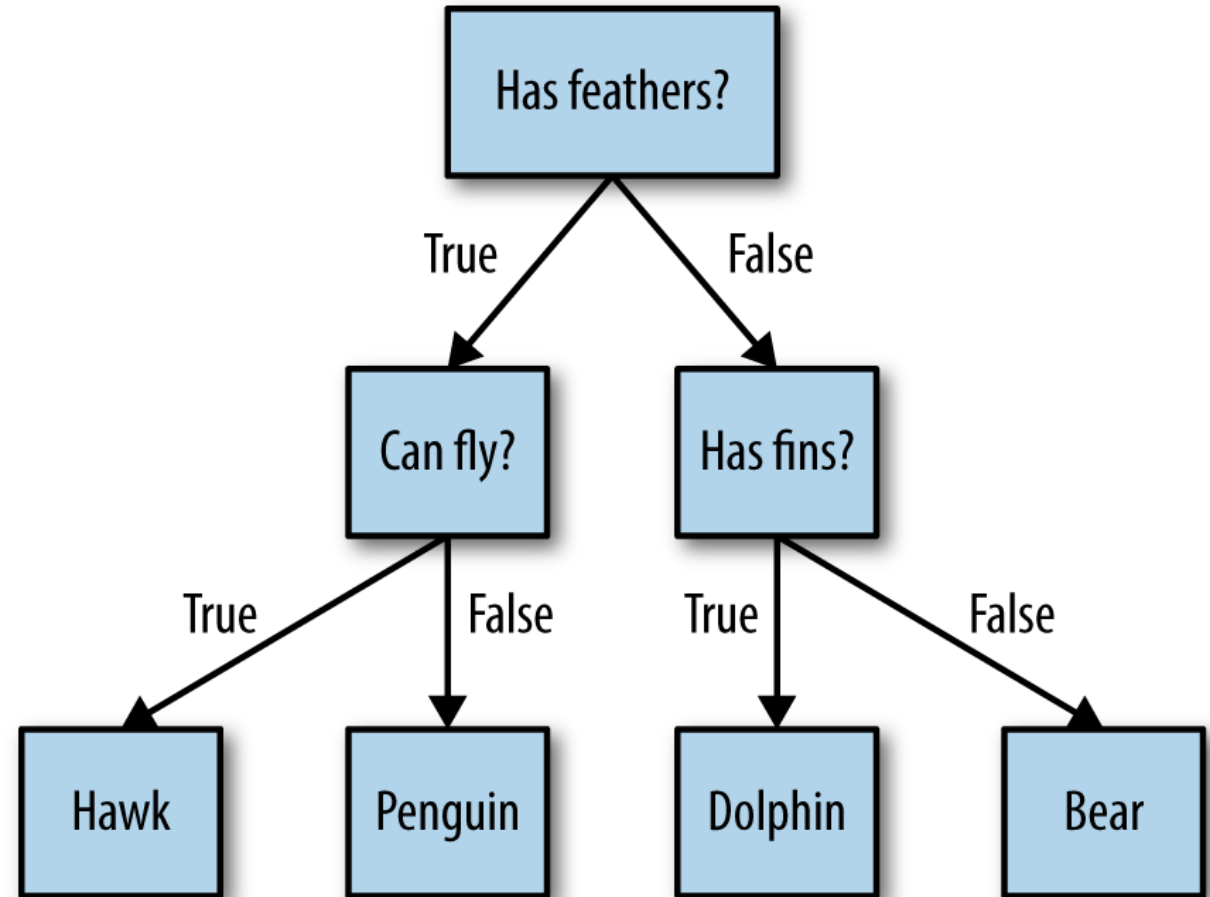 Has feathers?
True
False
Can fly?
Has fins?
True
False
True
False
Hawk
Penguin
Dolphin
Bear